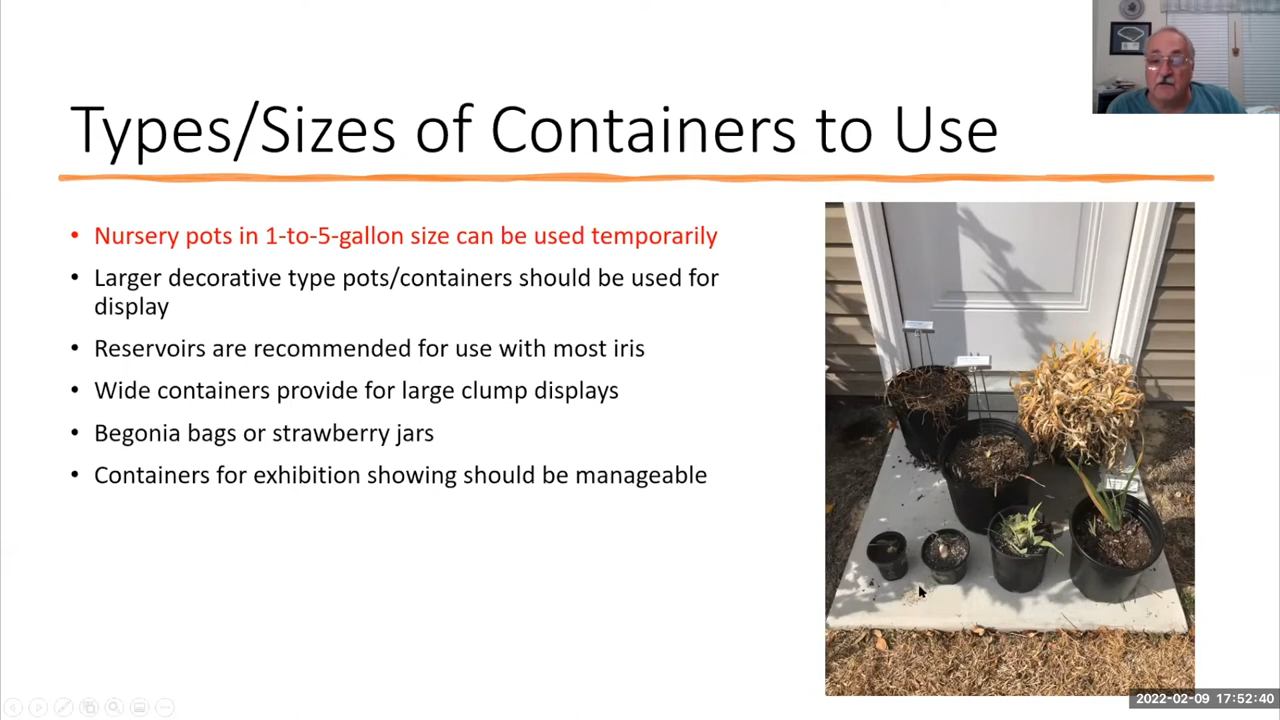 Types/Sizes of Containers to Use
• Nursery pots in 1-to-5-gallon size can be used temporarily
• Larger decorative type pots/containers should be used for
display
• Reservoirs are recommended for use with most iris
• Wide containers provide for large clump displays
• Begonia bags or strawberry jars
• Containers for exhibition showing should be manageable
2022-02-09 17:52:40